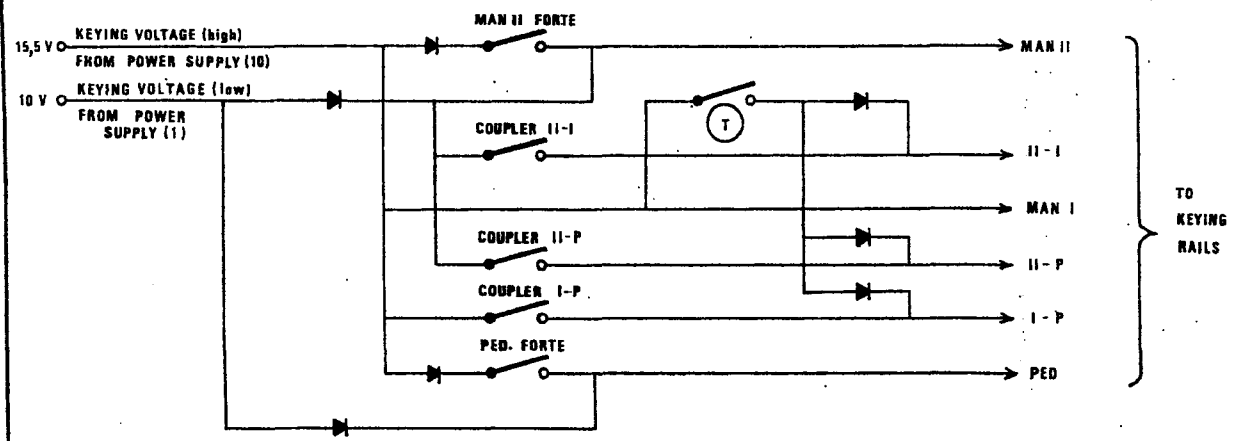 MAN II FORTE
15,5 V
KEYING VOLTAGE (high)
FROM POWER SUPPLY (10)
MAN II
10 V
KEYING VOLTAGE (low)
FROM POWER
SUPPLY (1)
T
COUPLER II-I
II-I
MAN I
TO
KEYING
RAILS
COUPLER II-P
II-P
COUPLER I-P
I-P
PED. FORTE
PED